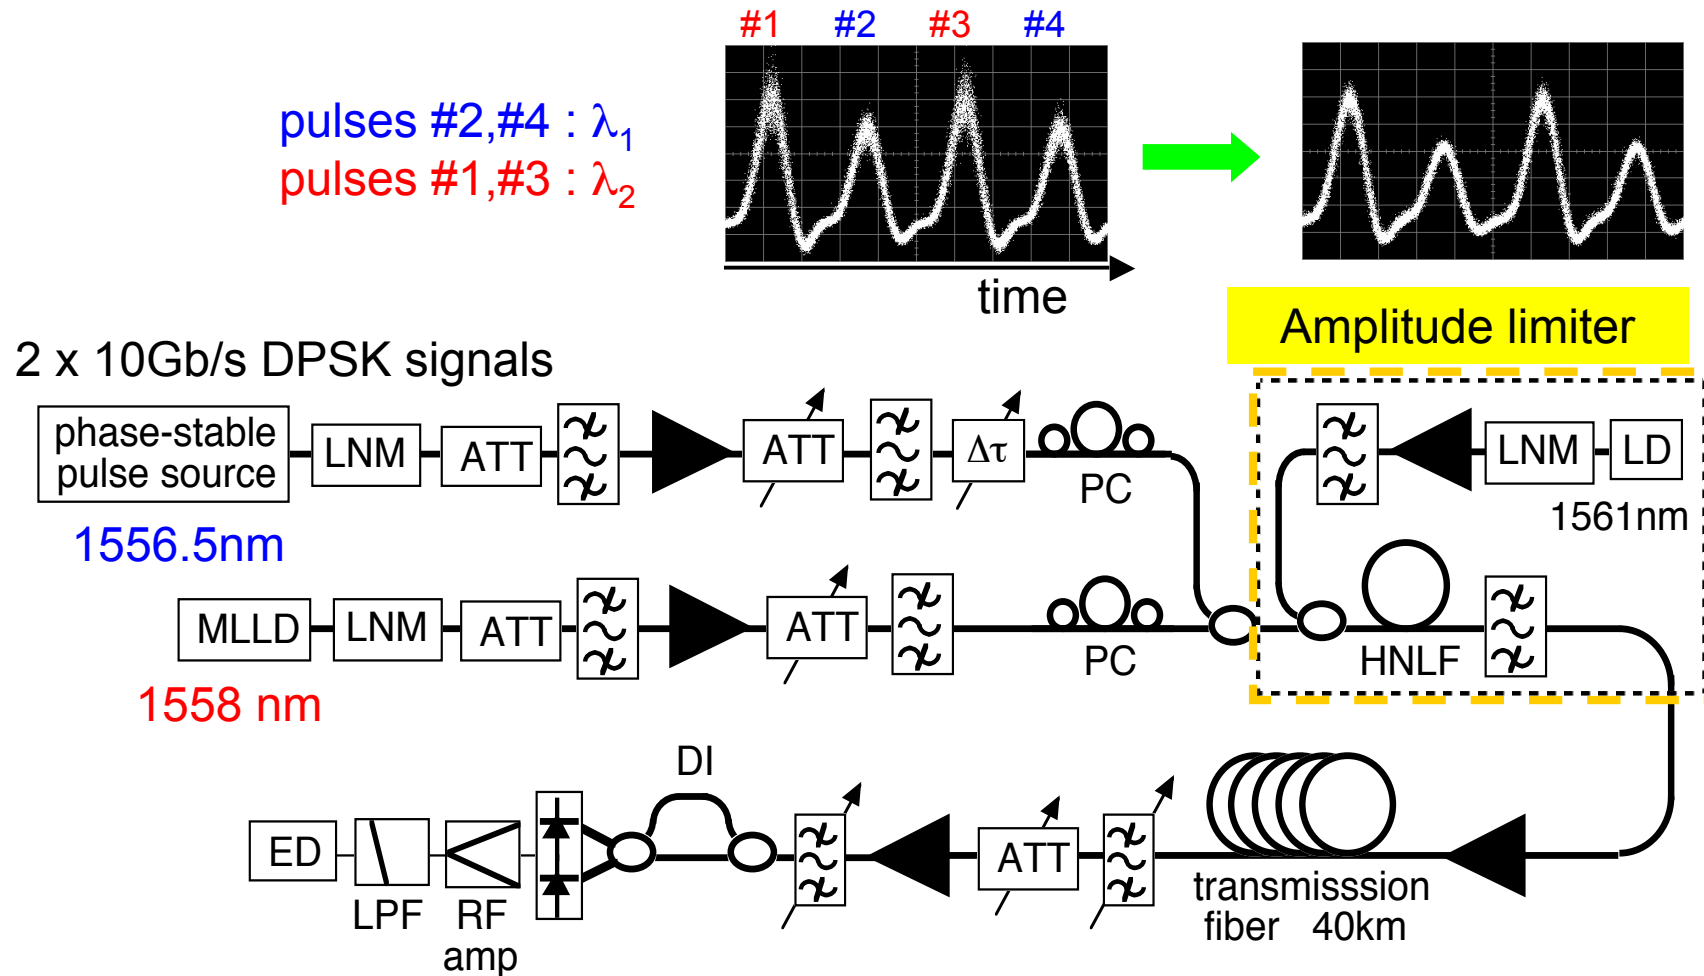 #1 #2 #3 #4
pulses #2,#4 : λ1
pulses #1,#3 : λ2
time
Amplitude limiter
2 x 10Gb/s DPSK signals
phase-stable
pulse source
LNM
ATT
ATT
Δτ
PC
LNM
LD
1561nm
1556.5nm
MLLD
LNM
ATT
ATT
PC
HNLF
1558 nm
DI
ED
LPF
RF
amp
ATT
transmisssion
fiber 40km